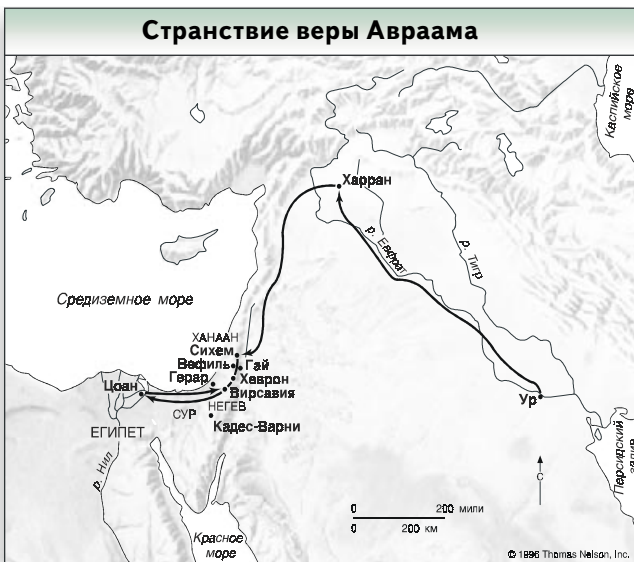 Странствие веры Авраама
Каспийское
море
Харран
р. Евфрат
р. Тигр
Средиземное море
ХАНААН
Сихем
Вефиль
Гай
Герар
Хеврон
Цоан
Вирсавия
Ур
СУР
НЕГЕВ
ЕГИПЕТ
Кадес-Варни
Персидский
залив
р. Нил
С
0 200 мили
0 200 км
Красное
море
© 1996 Thomas Nelson, Inc.